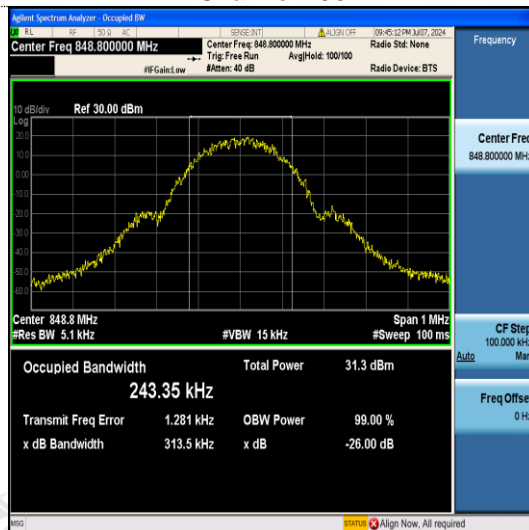 Agilent Spectrum Analyzer - Occupied BW
RL RF 50 Ω AC SENSE:INT ALIGN OFF 09:45:12 PM Jul 07, 2024
Center Freq 848.800000 MHz
Center Freq: 848.800000 MHz
Radio Std: None
Trig: Free Run Avg|Hold: 100/100
#IFGain:Low #Atten: 40 dB Radio Device: BTS
10 dB/div Ref 30.00 dBm
Log
20.0
10.0
0.00
-10.0
-20.0
-30.0
-40.0
-50.0
-60.0
Center 848.8 MHz Span 1 MHz
#Res BW 5.1 kHz #VBW 15 kHz #Sweep 100 ms
Occupied Bandwidth Total Power 31.3 dBm
243.35 kHz
Transmit Freq Error 1.281 kHz OBW Power 99.00 %
x dB Bandwidth 313.5 kHz x dB -26.00 dB
Frequency
Center Freq
848.800000 MHz
CF Step
100.000 kHz
Auto Man
Freq Offset
0 Hz
MSG STATUS Align Now, All required